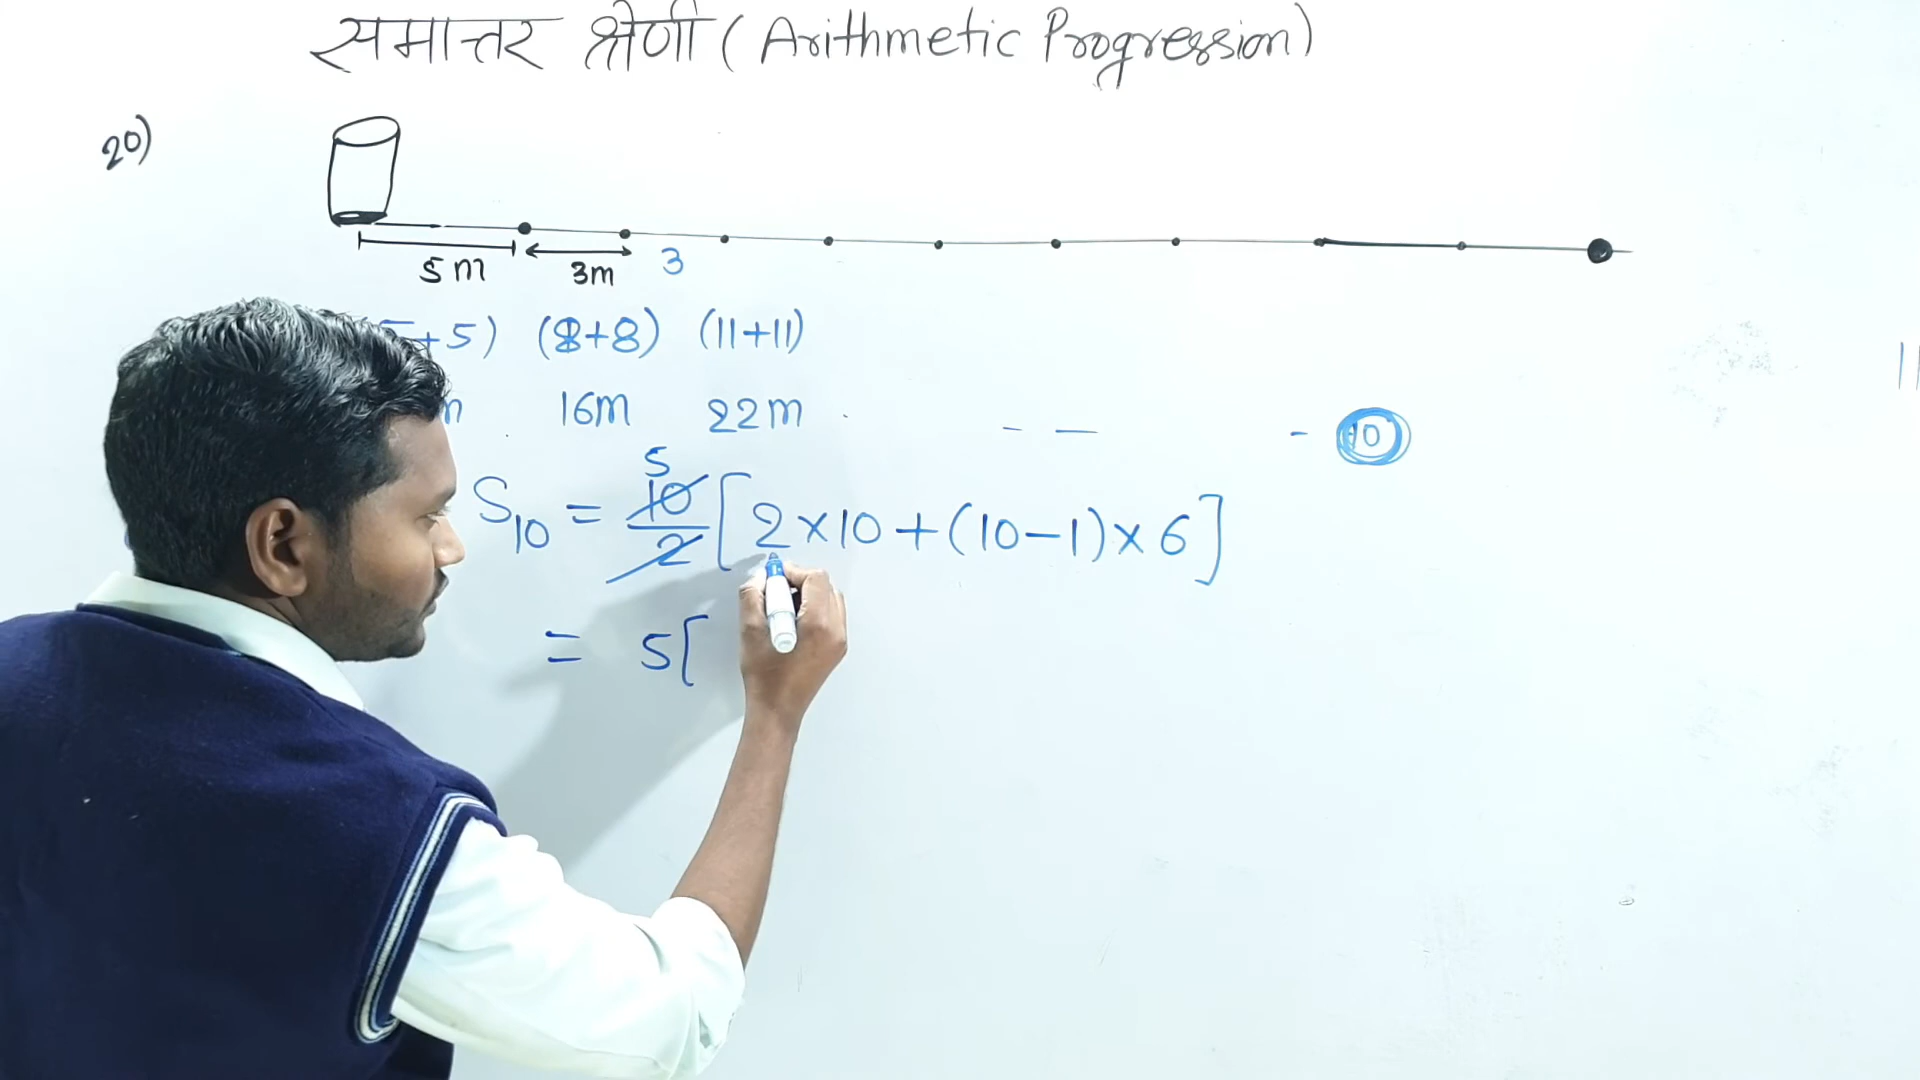 समान्तर श्रेणी ( Arithmetic Progression )
20)
5 m 3m 3
+ 5) (8+8) (11+11)
m 16m 22m . - — - 10
5
S10 = 10/2 [ 2 × 10 + (10 - 1) × 6 ]
= 5 [